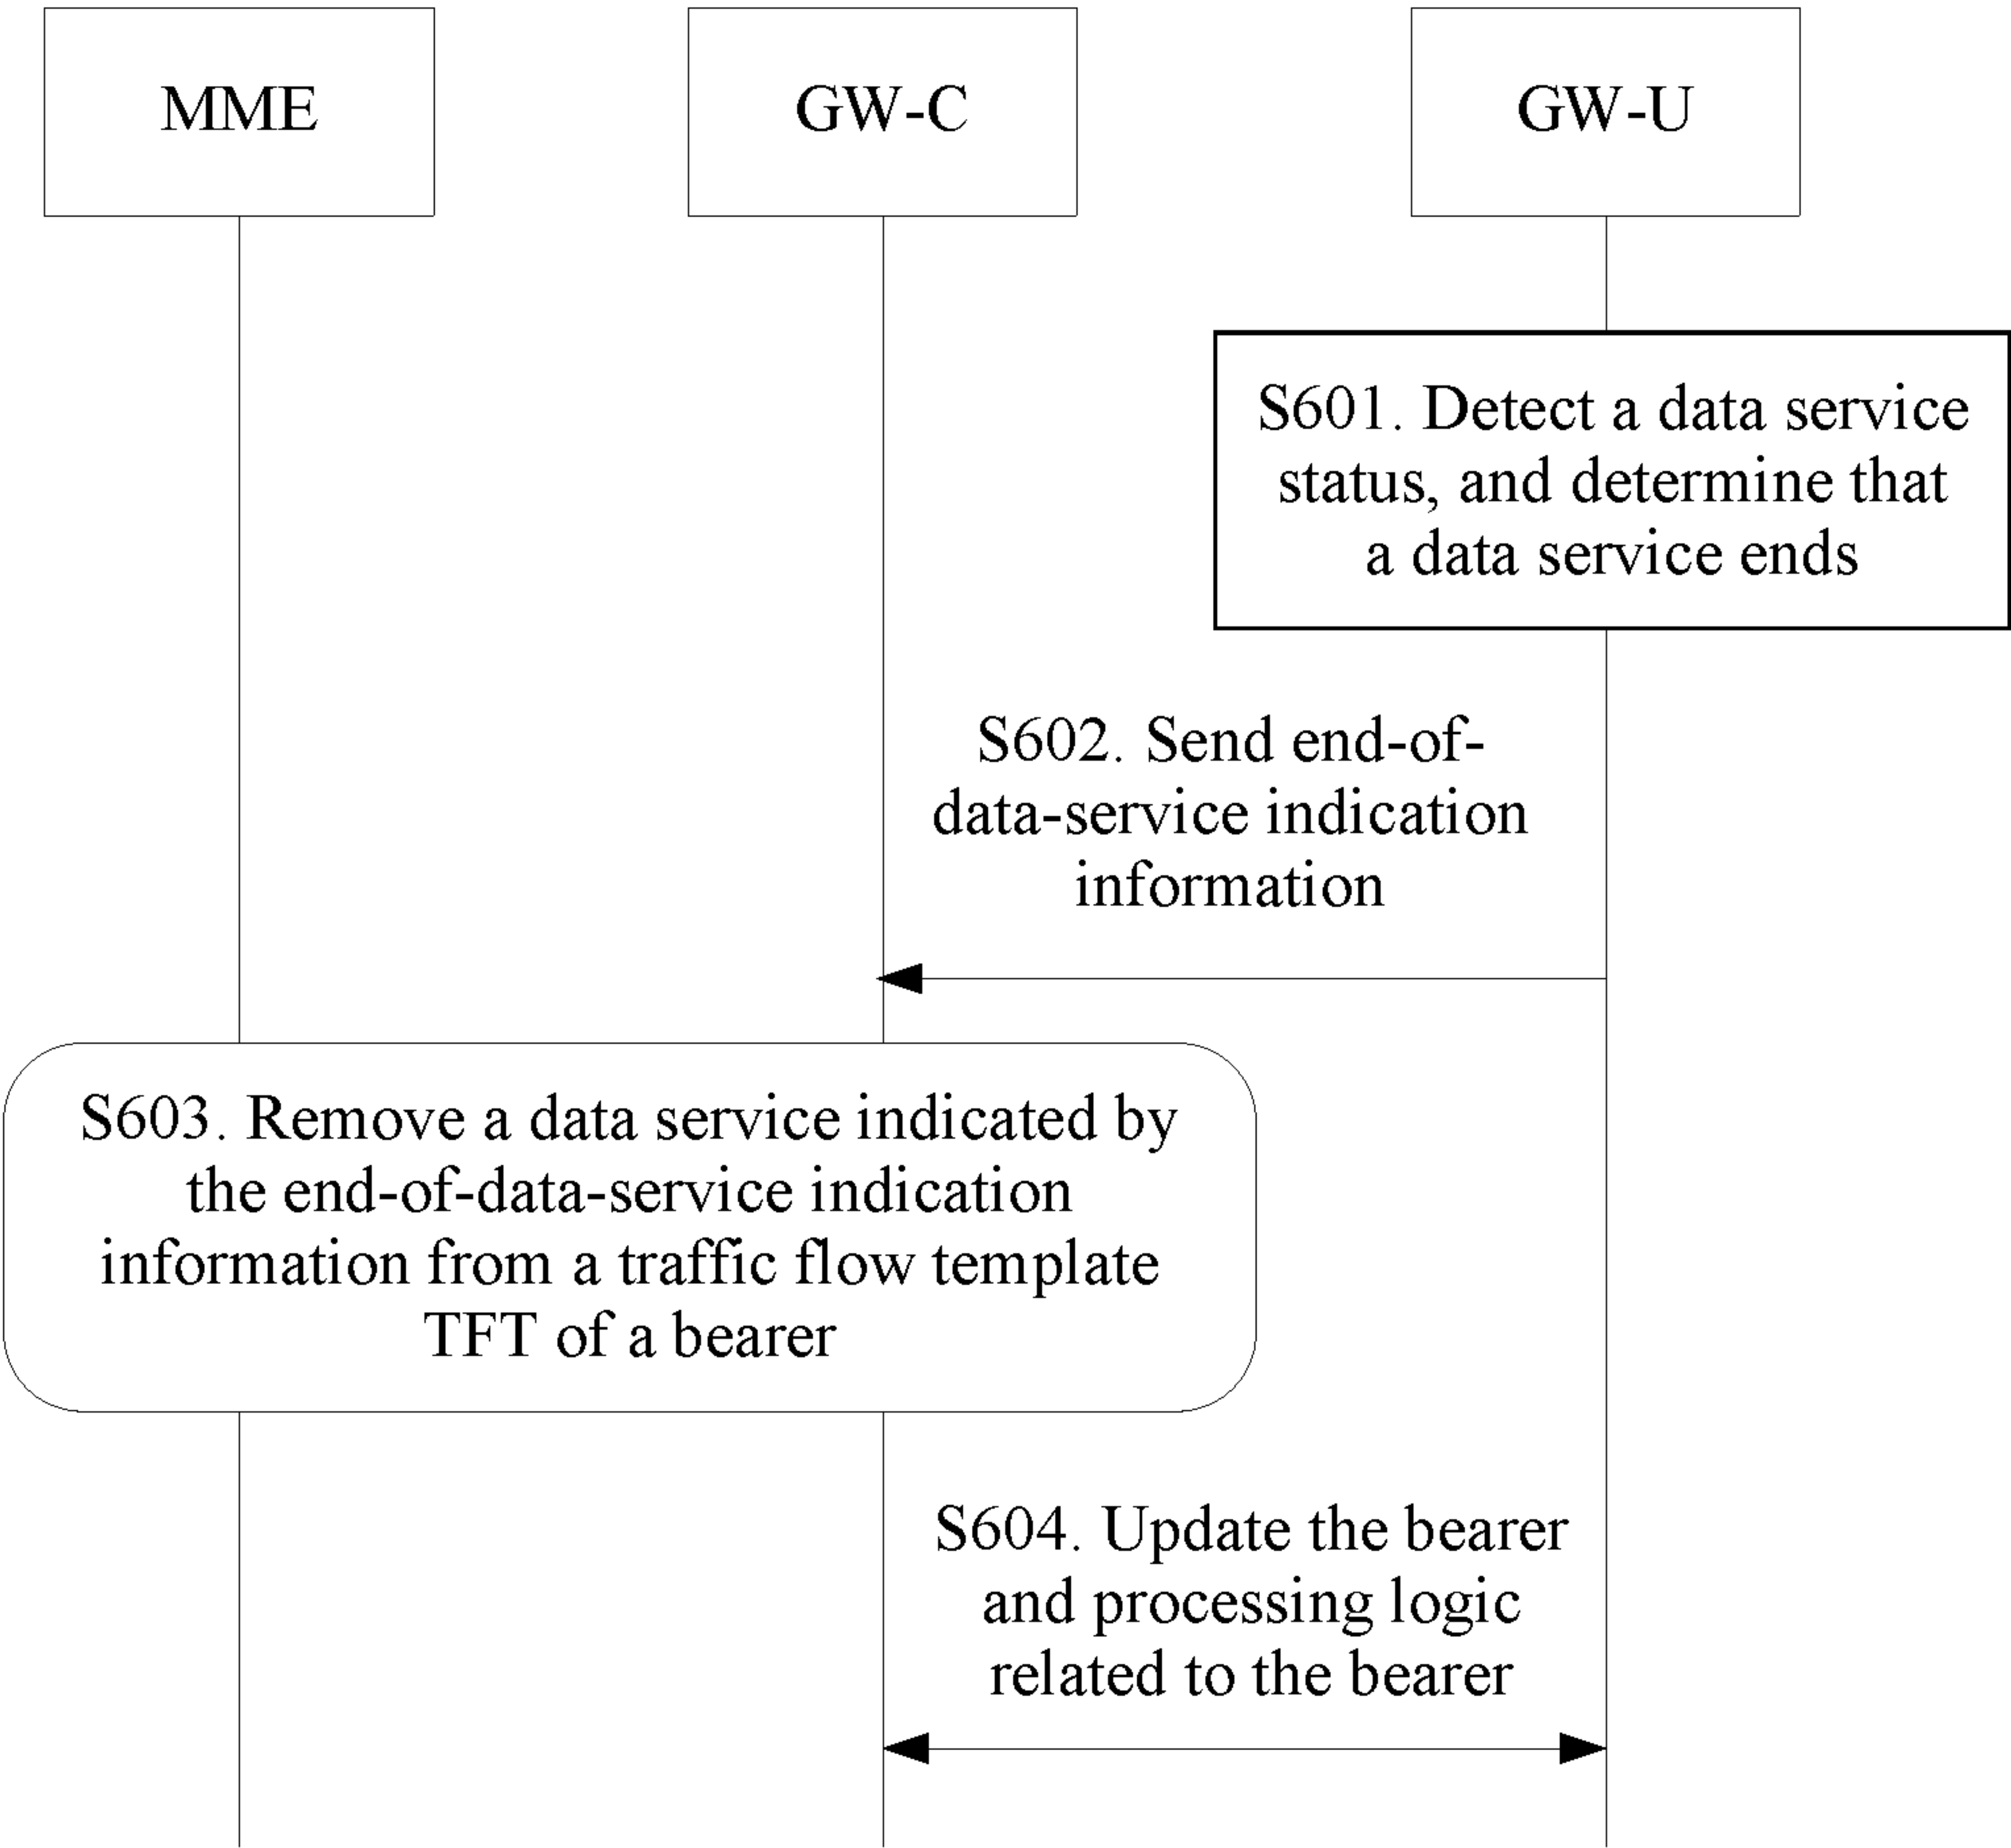 MME
GW-C
GW-U
S601. Detect a data service
status, and determine that
a data service ends
S602. Send end-of-
data-service indication
information
S603. Remove a data service indicated by
the end-of-data-service indication
information from a traffic flow template
TFT of a bearer
S604. Update the bearer
and processing logic
related to the bearer